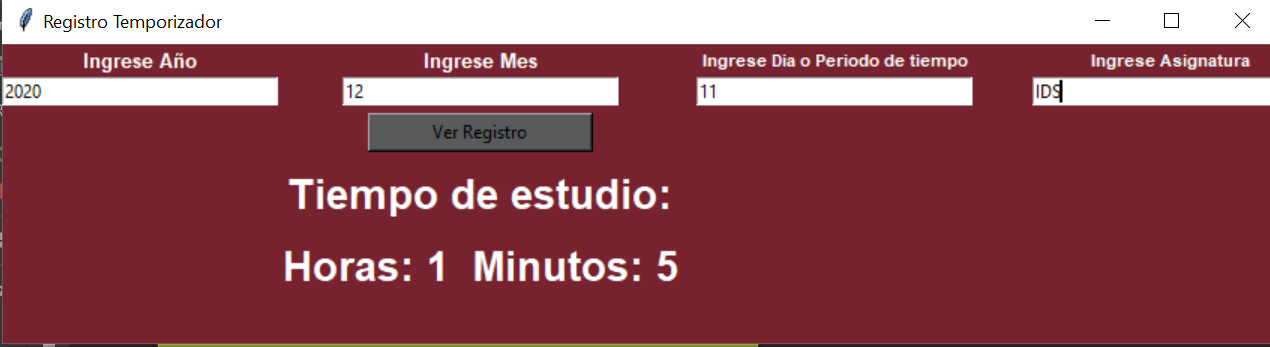 Registro Temporizador
Ingrese Año Ingrese Mes Ingrese Dia o Periodo de tiempo Ingrese Asignatura
2020 12 11 IDS
Ver Registro
Tiempo de estudio:
Horas: 1 Minutos: 5